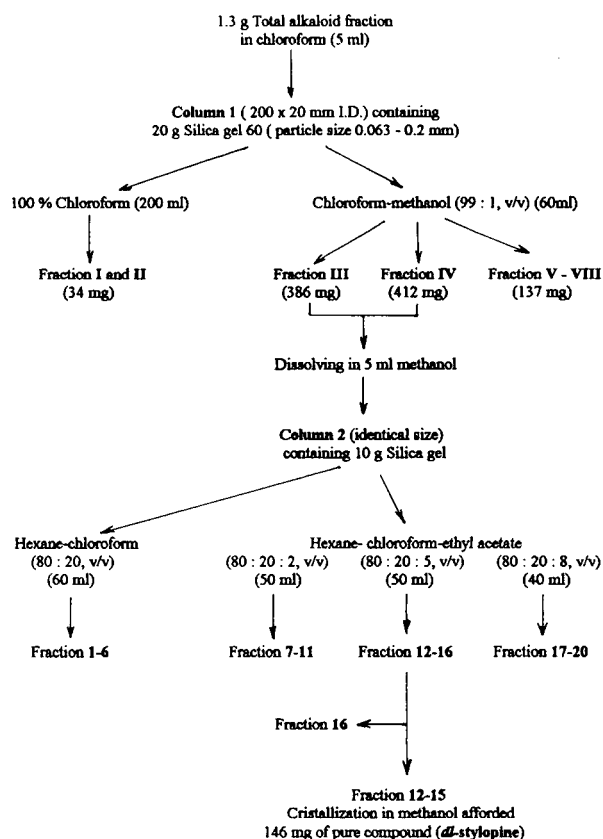 1.3 g Total alkaloid fraction
in chloroform (5 ml)
Column 1 ( 200 x 20 mm I.D.) containing
20 g Silica gel 60 ( particle size 0.063 - 0.2 mm)
100 % Chloroform (200 ml)
Chloroform-methanol (99 : 1, v/v) (60ml)
Fraction I and II
(34 mg)
Fraction III
(386 mg)
Fraction IV
(412 mg)
Fraction V - VIII
(137 mg)
Dissolving in 5 ml methanol
Column 2 (identical size)
containing 10 g Silica gel
Hexane-chloroform
(80 : 20, v/v)
(60 ml)
Hexane- chloroform-ethyl acetate
(80 : 20 : 2, v/v)
(50 ml)
(80 : 20 : 5, v/v)
(50 ml)
(80 : 20 : 8, v/v)
(40 ml)
Fraction 1-6
Fraction 7-11
Fraction 12-16
Fraction 17-20
Fraction 16
Fraction 12-15
Cristallization in methanol afforded
146 mg of pure compound (dl-stylopine)